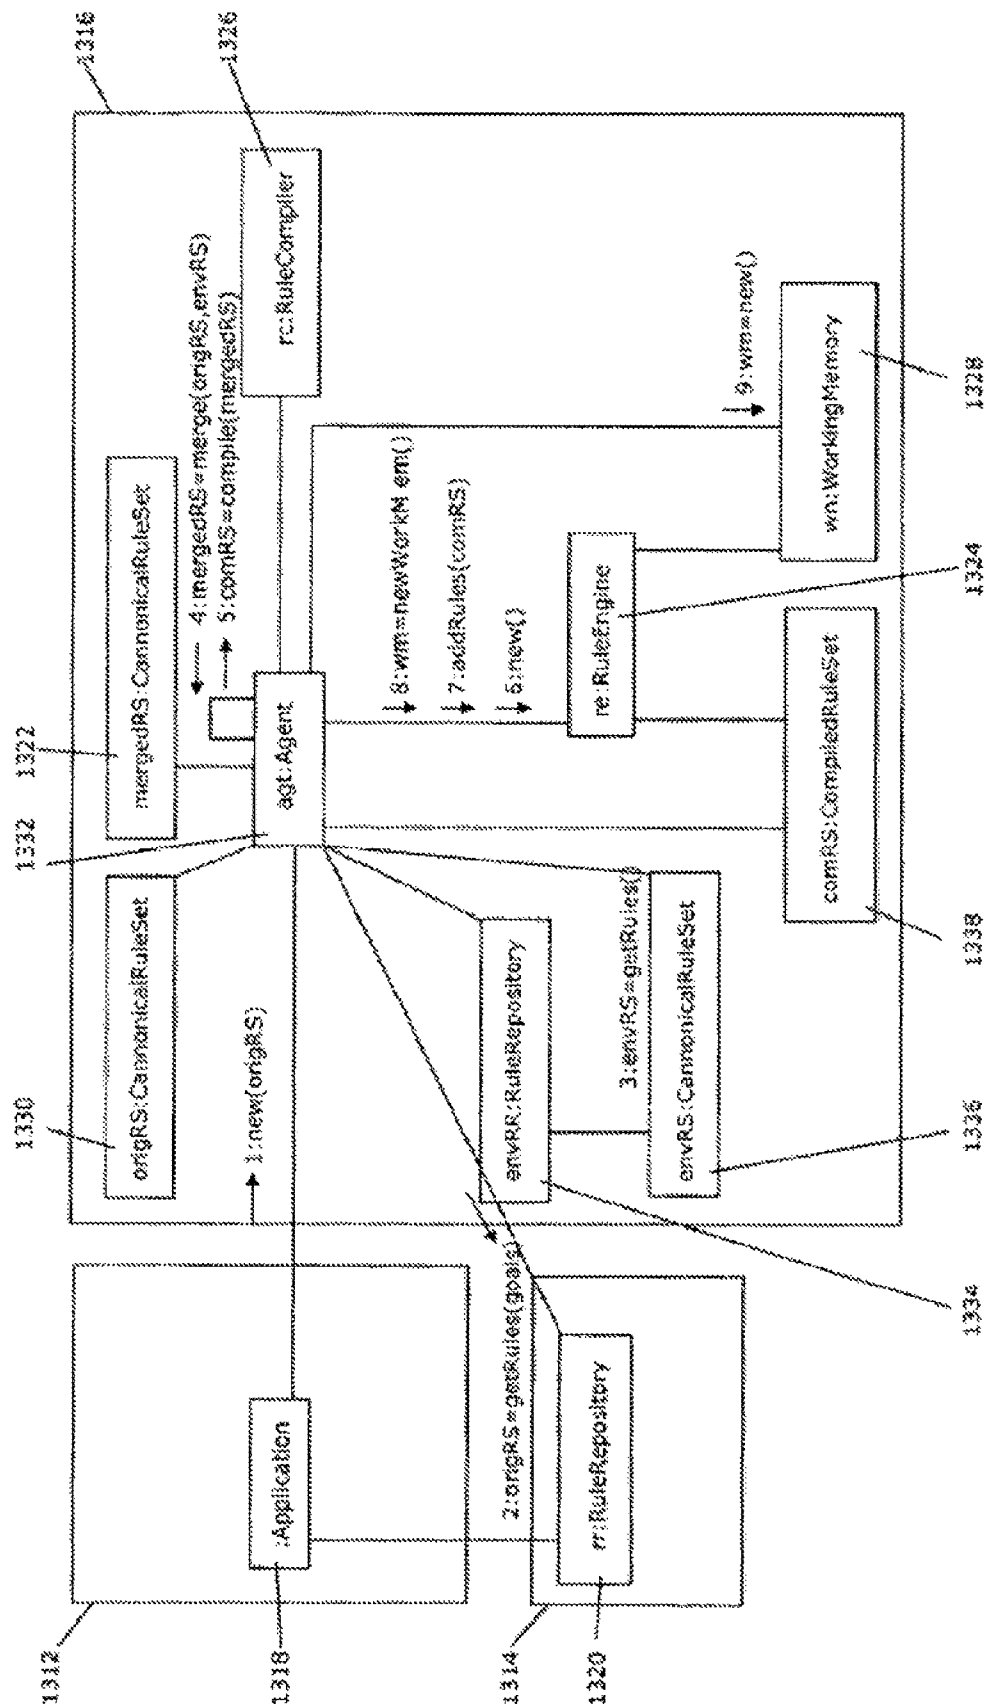 1316
1326
mergedRS:CannonicalRuleSet
4:mergedRS=merge(origRS,envRS)
5:comRS=compile(mergedRS)
rc:RuleCompiler
1322
1332
agt:Agent
8:wm=newWorkM em()
7:addRules(comRS)
6:new()
9:wm=new()
re:RuleEngine
wn:WorkingMemory
1328
1324
comRS:CompiledRuleSet
1338
1330
origRS:CannonicalRuleSet
1:new(origRS)
envRR:RuleRepository
3:envRS=getRules()
envRS:CannonicalRuleSet
1336
1334
2:origRS=getRules(goals)
:Application
rr:RuleRepository
1312
1318
1314
1320